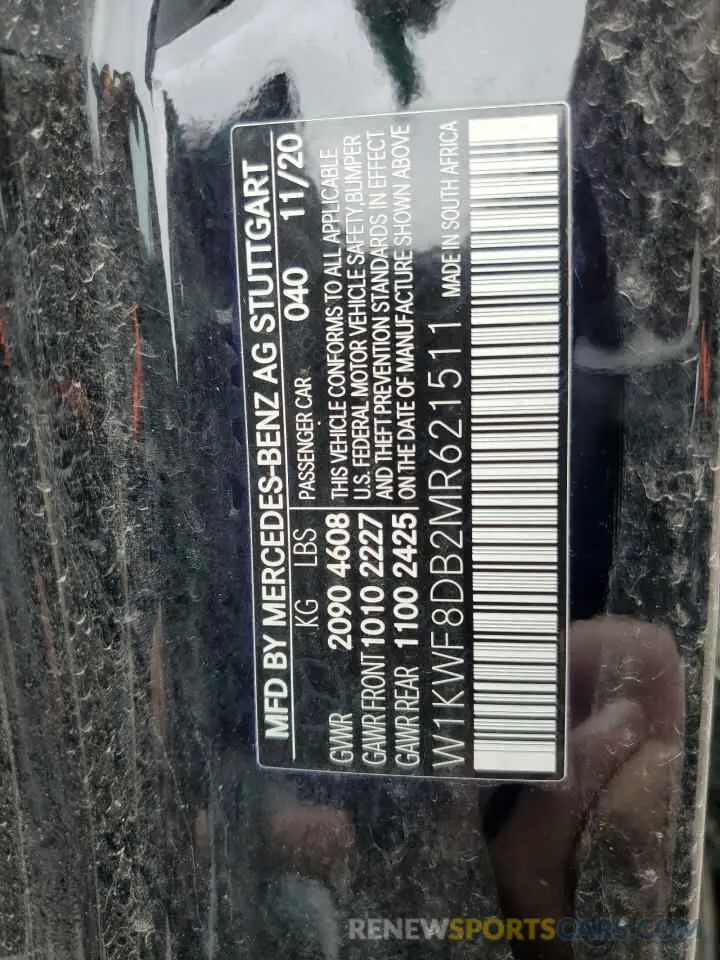 MFD BY MERCEDES-BENZ AG STUTTGART
KG LBS PASSENGER CAR 040 11/20
GWR 2090 4608 THIS VEHICLE CONFORMS TO ALL APPLICABLE
GAWR FRONT 1010 2227 U.S. FEDERAL MOTOR VEHICLE SAFETY, BUMPER
AND THEFT PREVENTION STANDARDS IN EFFECT
GAWR REAR 1100 2425 ON THE DATE OF MANUFACTURE SHOWN ABOVE
W1KWF8DB2MR621511 MADE IN SOUTH AFRICA
RENEWSPORTSCARS.COM